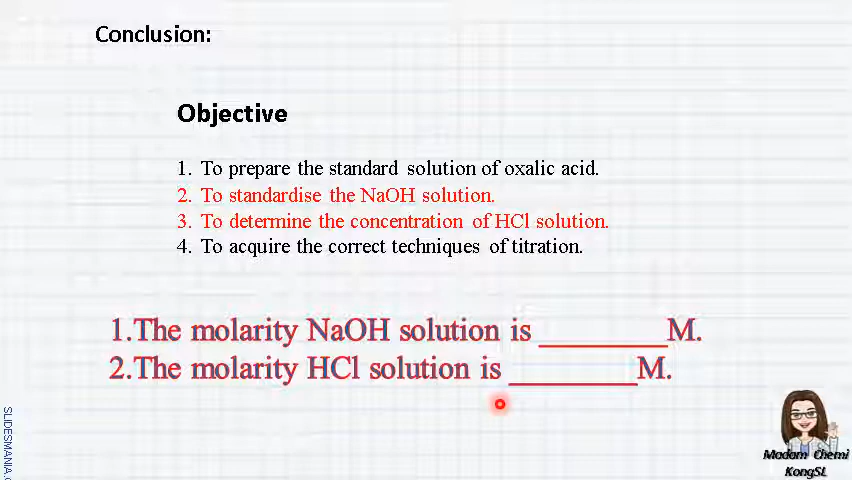 Conclusion:
Objective
1. To prepare the standard solution of oxalic acid.
2. To standardise the NaOH solution.
3. To determine the concentration of HCl solution.
4. To acquire the correct techniques of titration.
1.The molarity NaOH solution is ________M.
2.The molarity HCl solution is ________M.
SLIDESMANIA.
Madam Chemi
KongSL